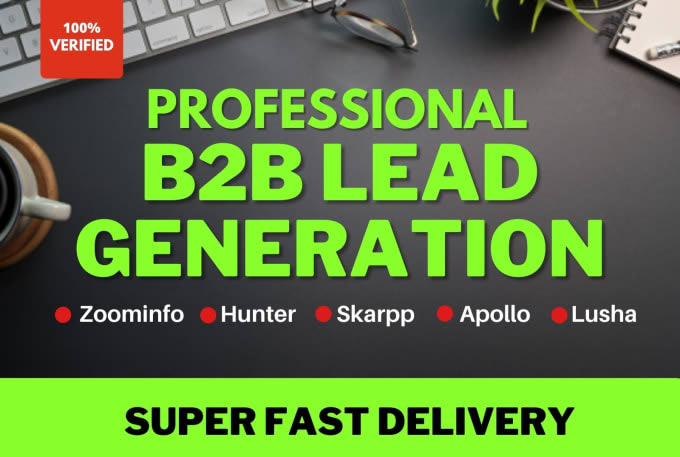 100%
VERIFIED
PROFESSIONAL
B2B LEAD
GENERATION
Zoominfo Hunter Skarpp Apollo Lusha
SUPER FAST DELIVERY